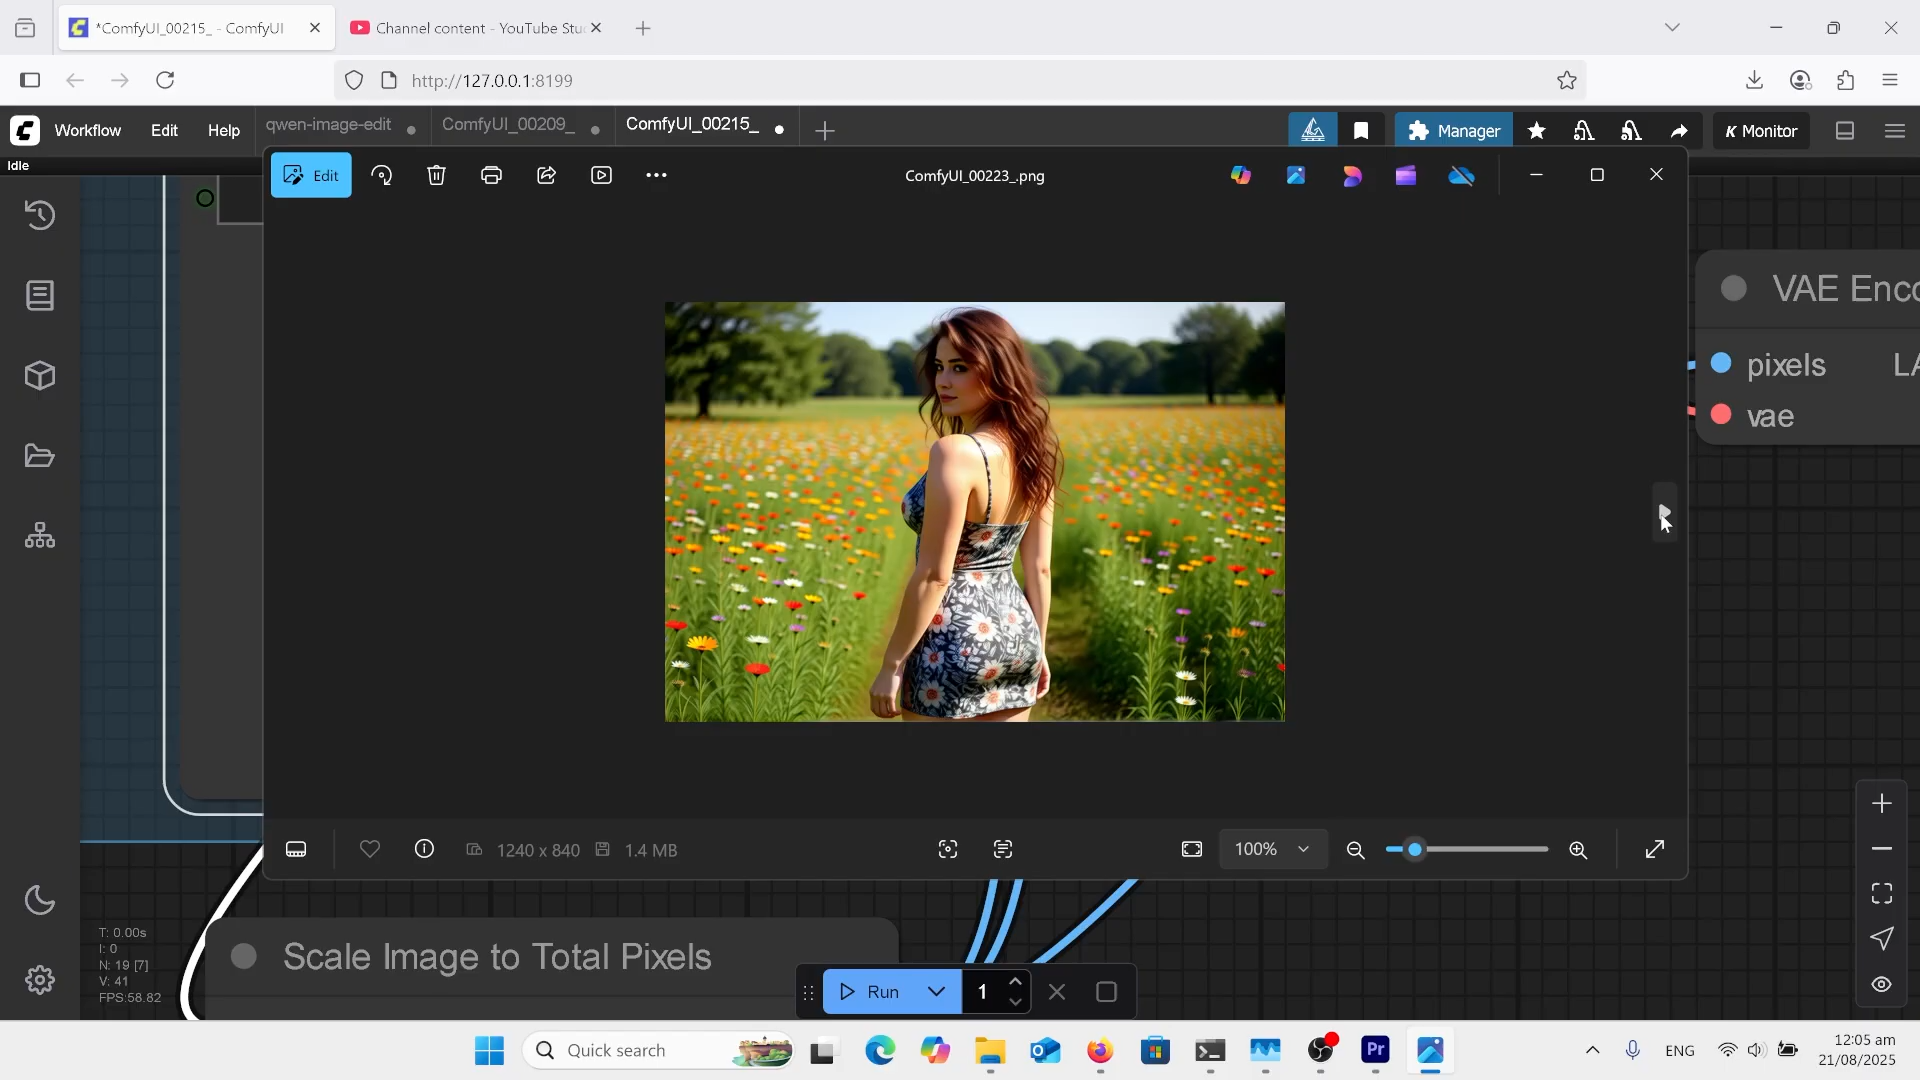 *ComfyUI_00215_ - ComfyUI
Channel content - YouTube Stu
http://127.0.0.1:8199
Workflow Edit Help
qwen-image-edit
ComfyUI_00209_
ComfyUI_00215_
Manager
K Monitor
Idle
Edit
ComfyUI_00223_.png
VAE Enco
pixels LA
vae
1240 x 840 1.4 MB
100%
T: 0.00s
I: 0
N: 19 [7]
V: 41
FPS:58.82
Scale Image to Total Pixels
Run 1
Quick search
Pr
ENG
12:05 am
21/08/2025